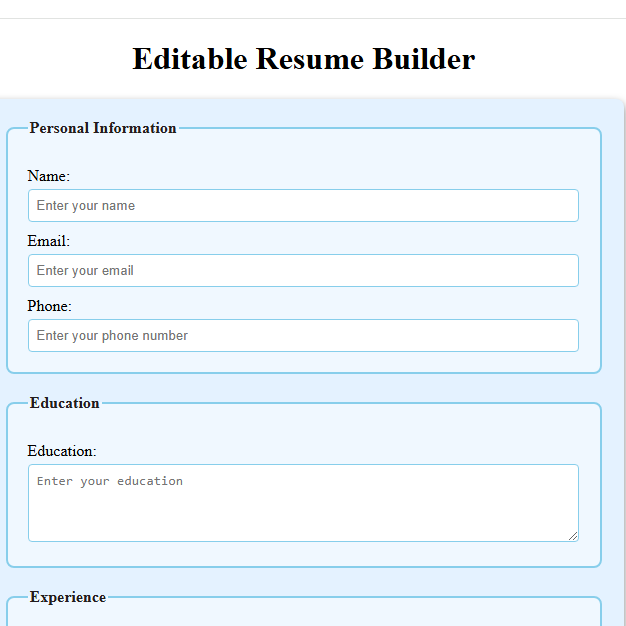 Editable Resume Builder
Personal Information
Name:
Enter your name
Email:
Enter your email
Phone:
Enter your phone number
Education
Education:
Enter your education
Experience